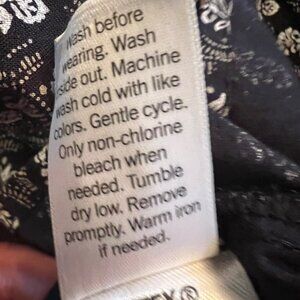 Wash before
wearing. Wash
side out. Machine
wash cold with like
colors. Gentle cycle.
Only non-chlorine
bleach when
needed. Tumble
dry low. Remove
promptly. Warm iron
if needed.